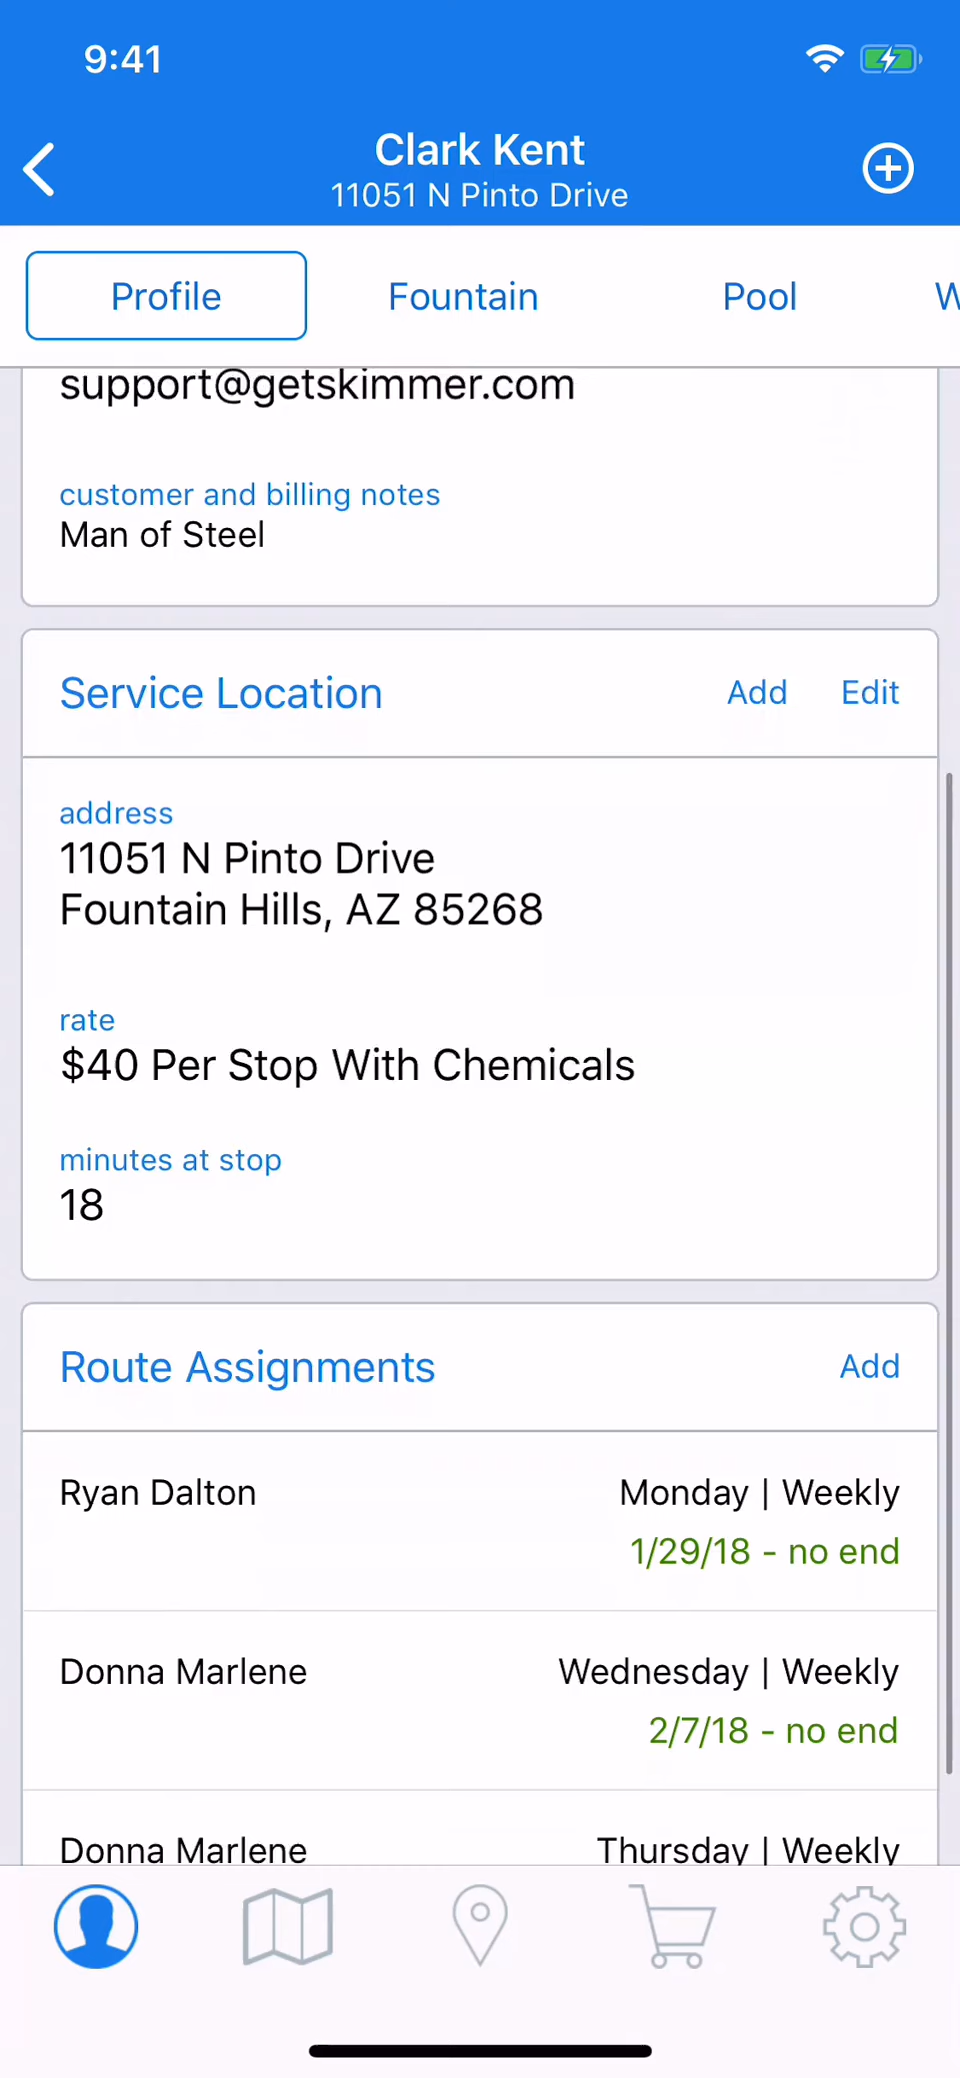 9:41
Clark Kent
11051 N Pinto Drive
Profile Fountain Pool W
support@getskimmer.com
customer and billing notes
Man of Steel
Service Location Add Edit
address
11051 N Pinto Drive
Fountain Hills, AZ 85268
rate
$40 Per Stop With Chemicals
minutes at stop
18
Route Assignments Add
Ryan Dalton Monday | Weekly
1/29/18 - no end
Donna Marlene Wednesday | Weekly
2/7/18 - no end
Donna Marlene Thursday | Weekly